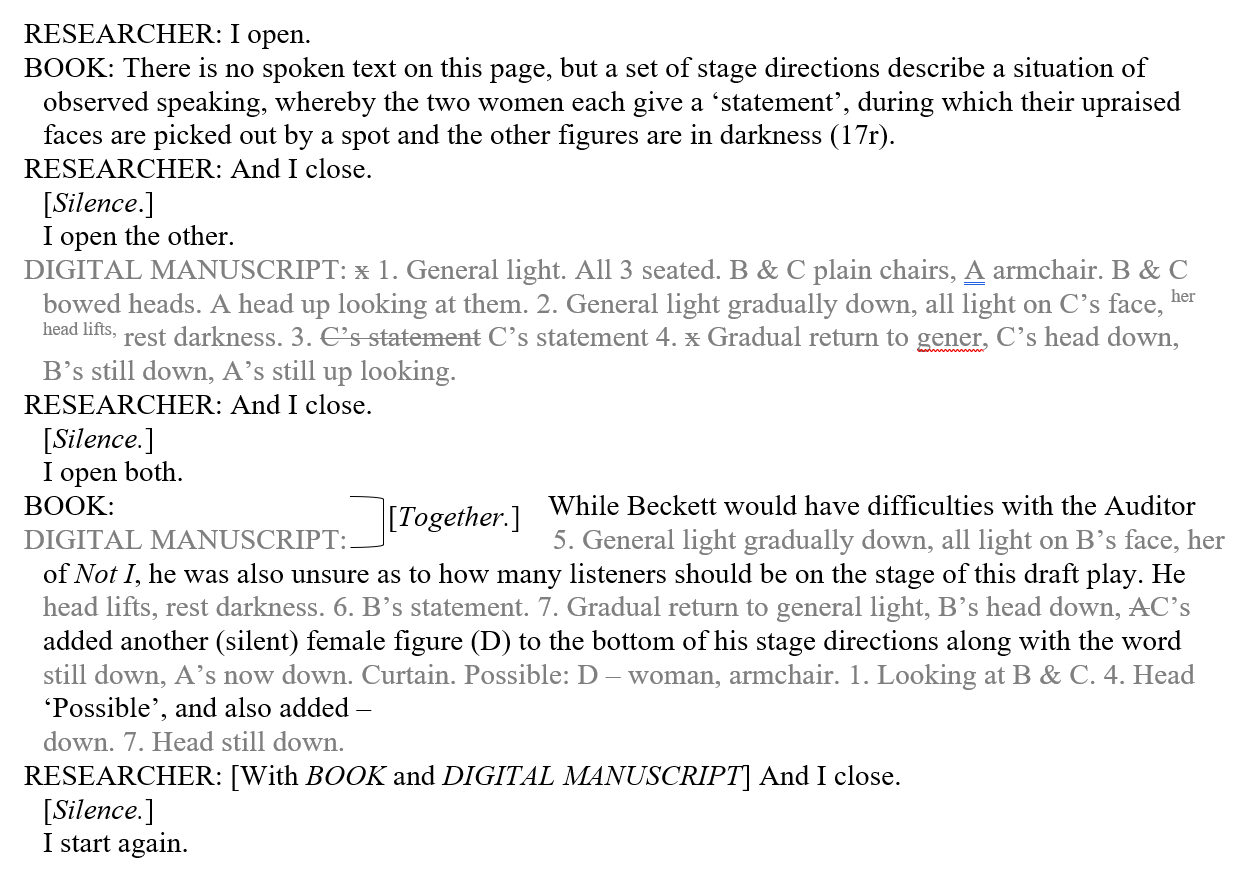 RESEARCHER: I open.
BOOK: There is no spoken text on this page, but a set of stage directions describe a situation of
observed speaking, whereby the two women each give a ‘statement’, during which their upraised
faces are picked out by a spot and the other figures are in darkness (17r).
RESEARCHER: And I close.
[Silence.]
I open the other.
DIGITAL MANUSCRIPT: x 1. General light. All 3 seated. B & C plain chairs, A armchair. B & C
bowed heads. A head up looking at them. 2. General light gradually down, all light on C’s face, her
head lifts, rest darkness. 3. C’s statement C’s statement 4. x Gradual return to gener, C’s head down,
B’s still down, A’s still up looking.
RESEARCHER: And I close.
[Silence.]
I open both.
BOOK: [Together.] While Beckett would have difficulties with the Auditor
DIGITAL MANUSCRIPT: 5. General light gradually down, all light on B’s face, her
of Not I, he was also unsure as to how many listeners should be on the stage of this draft play. He
head lifts, rest darkness. 6. B’s statement. 7. Gradual return to general light, B’s head down, AC’s
added another (silent) female figure (D) to the bottom of his stage directions along with the word
still down, A’s now down. Curtain. Possible: D – woman, armchair. 1. Looking at B & C. 4. Head
‘Possible’, and also added –
down. 7. Head still down.
RESEARCHER: [With BOOK and DIGITAL MANUSCRIPT] And I close.
[Silence.]
I start again.